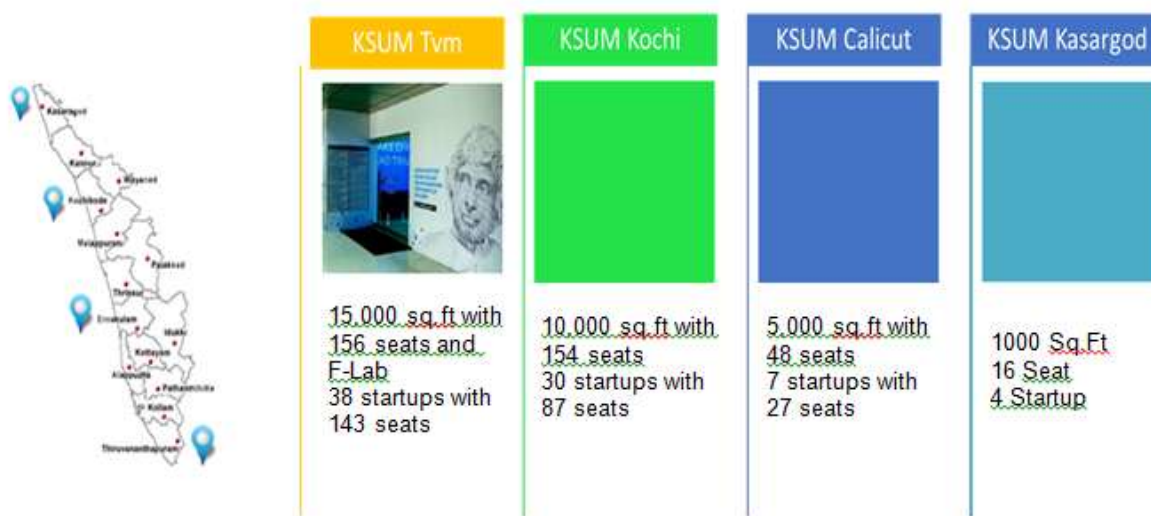 KSUM Tvm
KSUM Kochi
KSUM Calicut
KSUM Kasargod
Kasaragod
Kannur
Wayanad
Kozhikode
Malappuram
Palakkad
Thrissur
Ernakulam
Idukki
Kottayam
Alappuzha
Pathanamthitta
Kollam
Thiruvananthapuram
15,000 sq.ft with
156 seats and
F-Lab
38 startups with
143 seats
10,000 sq.ft with
154 seats
30 startups with
87 seats
5,000 sq.ft with
48 seats
7 startups with
27 seats
1000 Sq.Ft
16 Seat
4 Startup